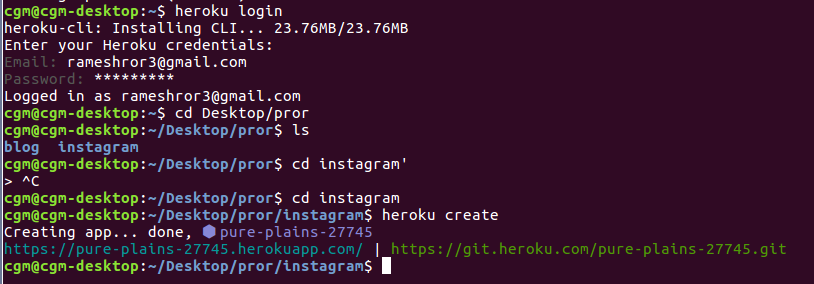 cgm@cgm-desktop:~$ heroku login
heroku-cli: Installing CLI... 23.76MB/23.76MB
Enter your Heroku credentials:
Email: rameshror3@gmail.com
Password: *********
Logged in as rameshror3@gmail.com
cgm@cgm-desktop:~$ cd Desktop/pror
cgm@cgm-desktop:~/Desktop/pror$ ls
blog  instagram
cgm@cgm-desktop:~/Desktop/pror$ cd instagram'
> ^C
cgm@cgm-desktop:~/Desktop/pror$ cd instagram
cgm@cgm-desktop:~/Desktop/pror/instagram$ heroku create
Creating app... done, ⬢ pure-plains-27745
https://pure-plains-27745.herokuapp.com/ | https://git.heroku.com/pure-plains-27745.git
cgm@cgm-desktop:~/Desktop/pror/instagram$